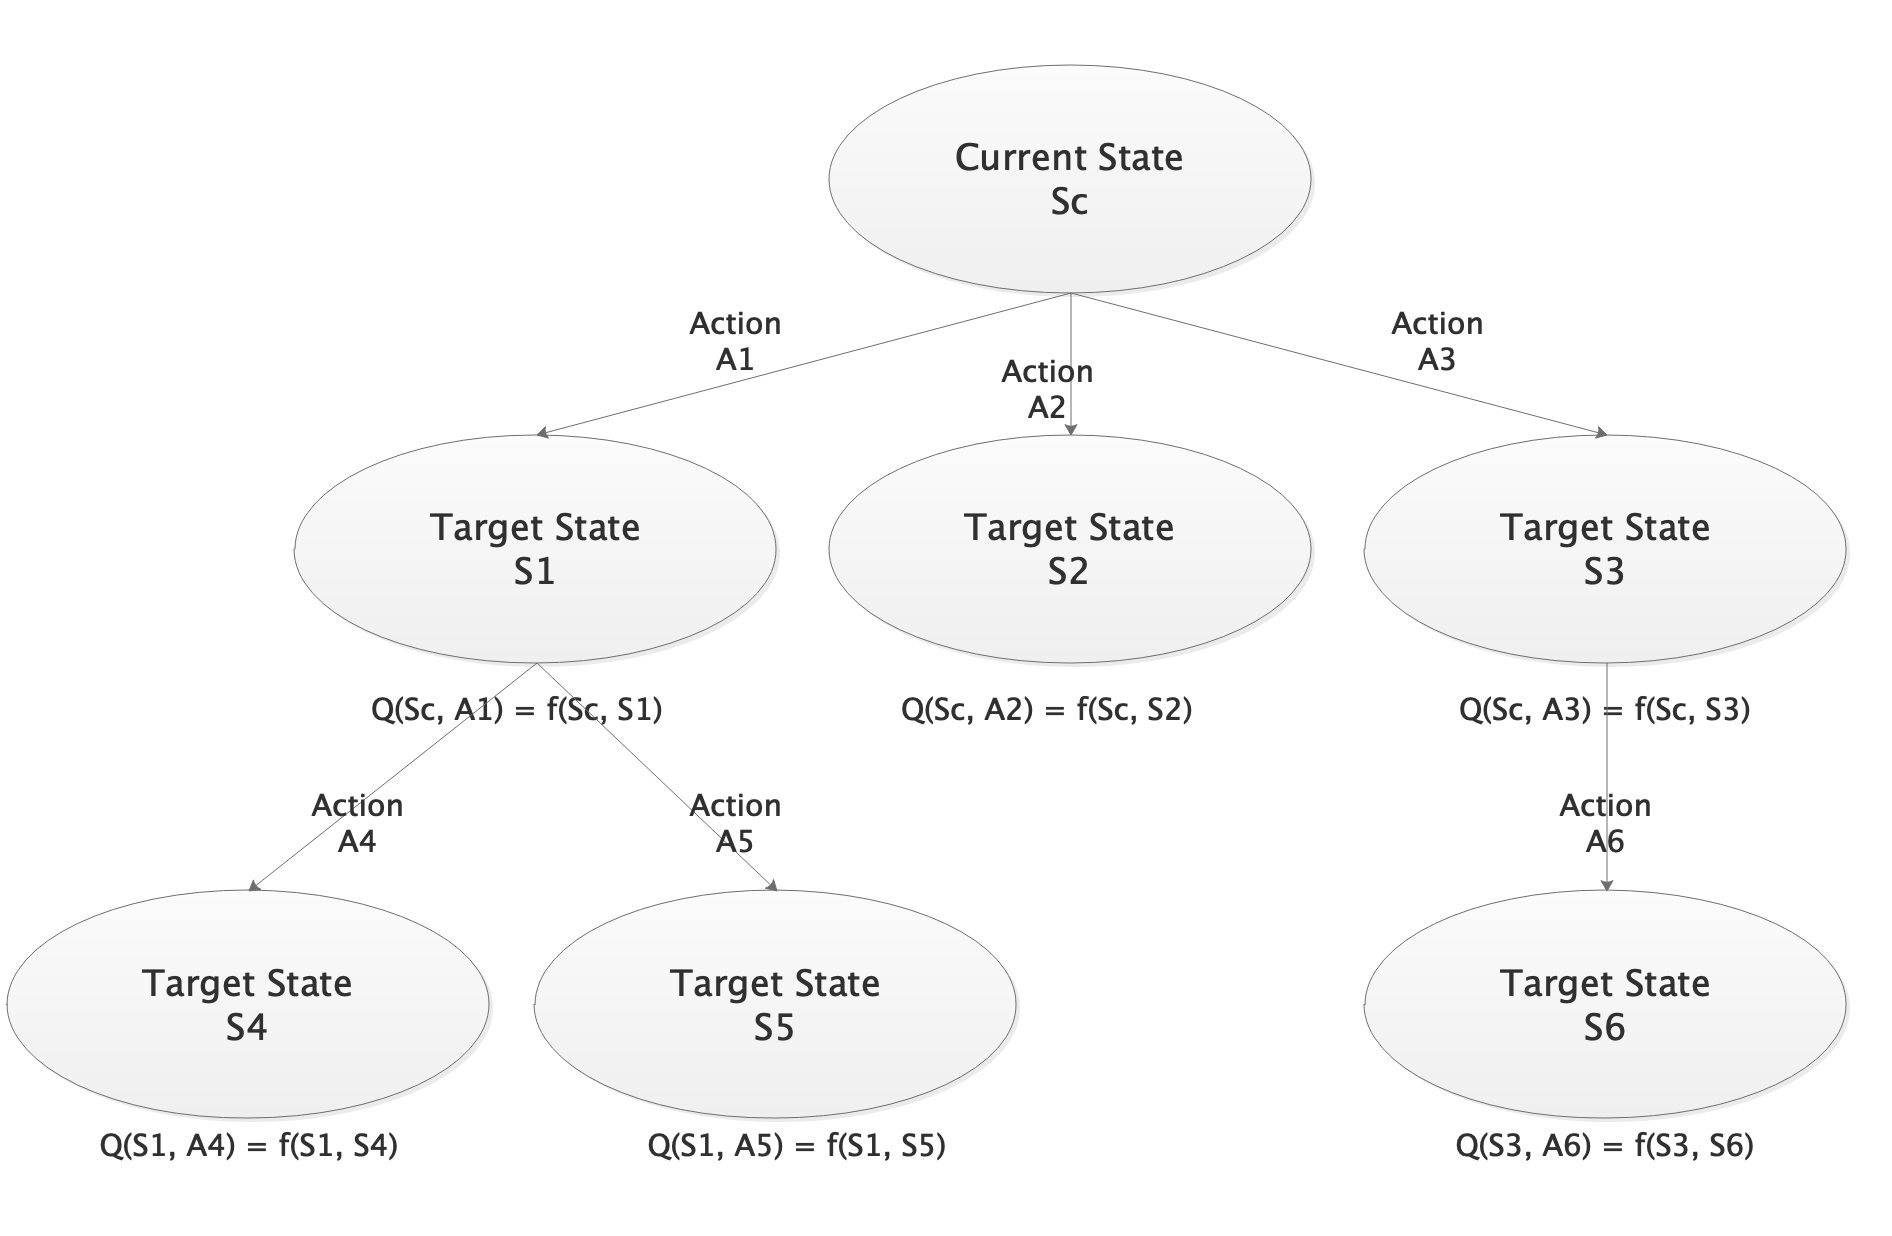 Current State
Sc
Action
A1
Action
A2
Action
A3
Target State
S1
Target State
S2
Target State
S3
Q(Sc, A1) = f(Sc, S1)
Q(Sc, A2) = f(Sc, S2)
Q(Sc, A3) = f(Sc, S3)
Action
A4
Action
A5
Action
A6
Target State
S4
Target State
S5
Target State
S6
Q(S1, A4) = f(S1, S4)
Q(S1, A5) = f(S1, S5)
Q(S3, A6) = f(S3, S6)